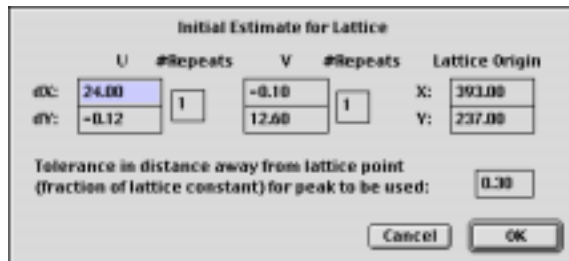 Initial Estimate for Lattice
U #Repeats V #Repeats Lattice Origin
dX: 24.00 1 -0.10 1 X: 393.00
dY: -0.12 12.60 Y: 237.00
Tolerance in distance away from lattice point
(fraction of lattice constant) for peak to be used: 0.30
Cancel OK